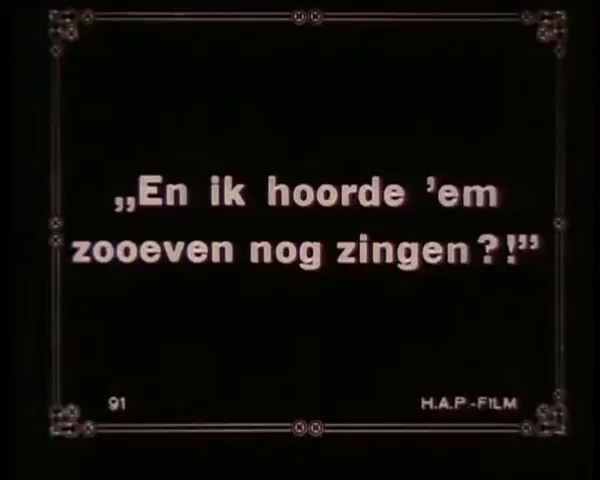 „En ik hoorde ’em
zooeven nog zingen?!”
91
H.A.P.-FILM